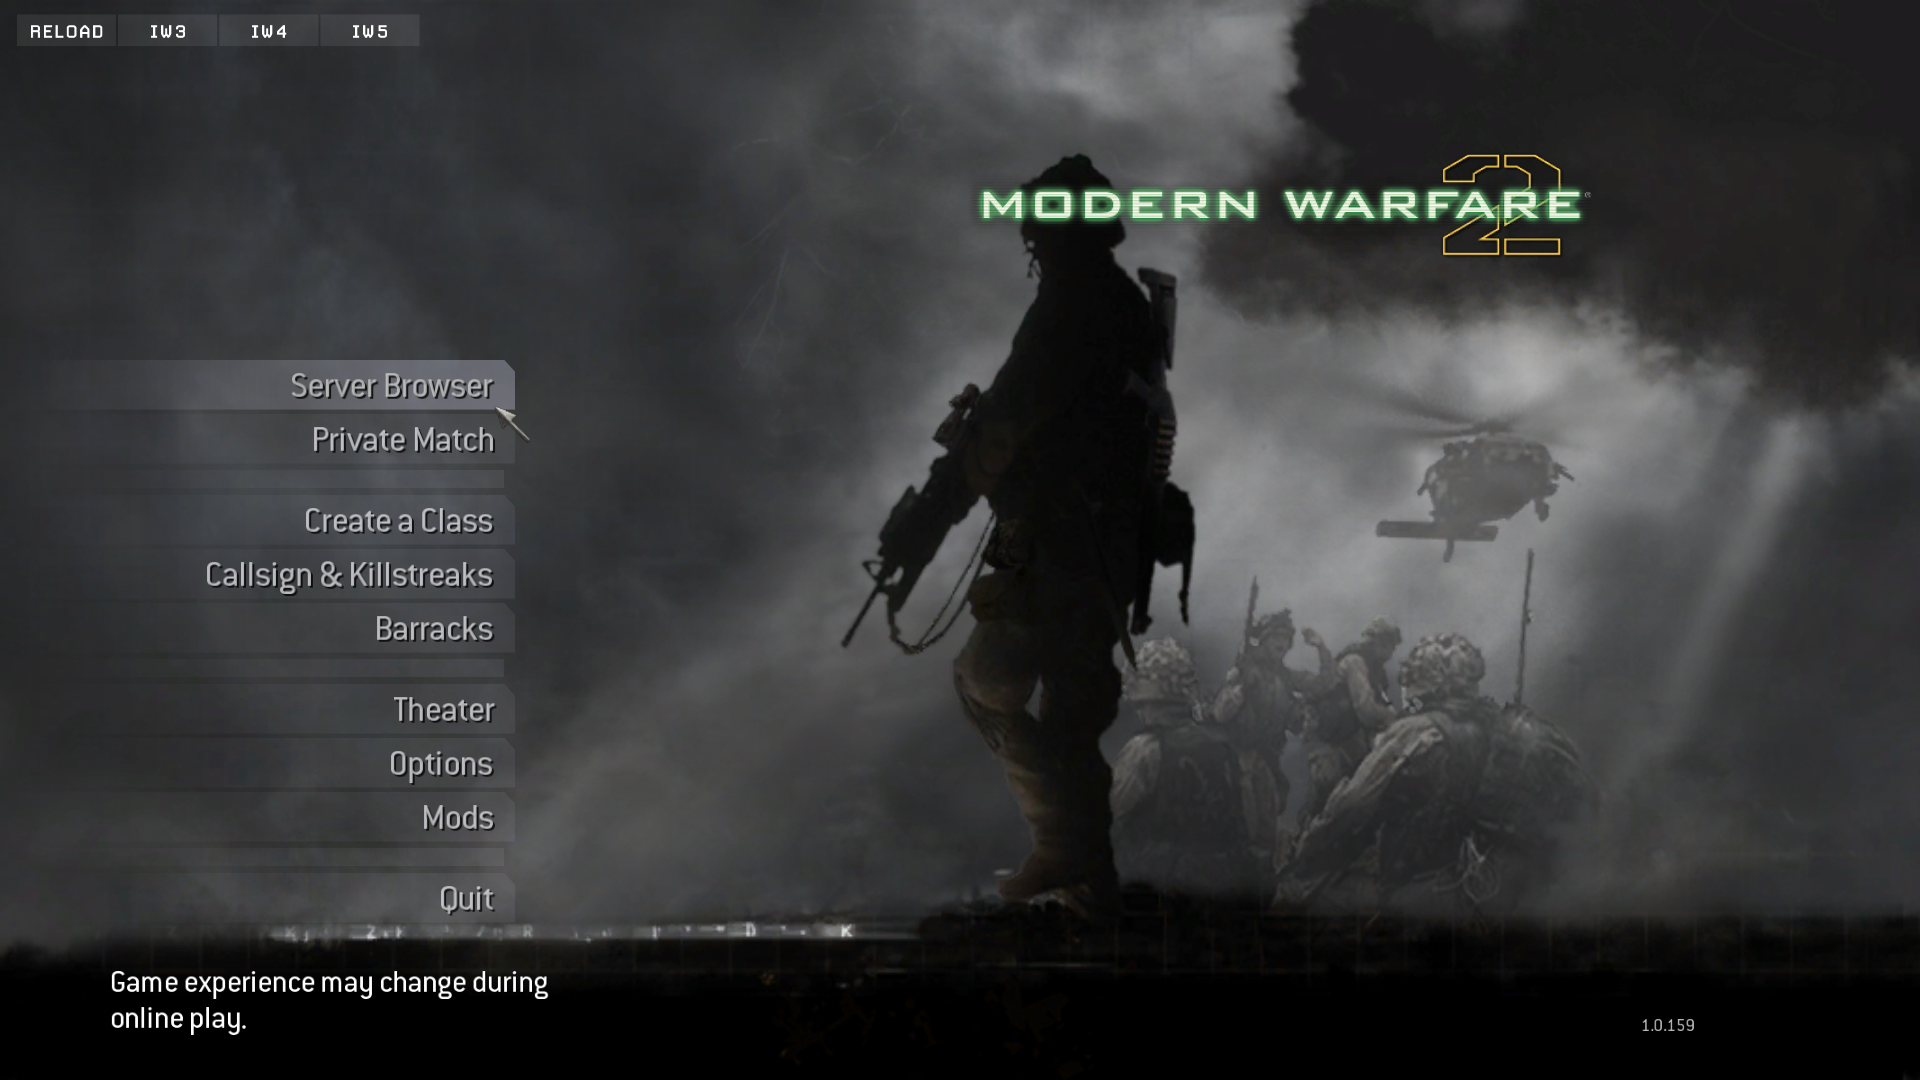 RELOAD IW3 IW4 IW5
MODERN WARFARE 2®
Server Browser
Private Match
Create a Class
Callsign & Killstreaks
Barracks
Theater
Options
Mods
Quit
Game experience may change during
online play.
1.0.159